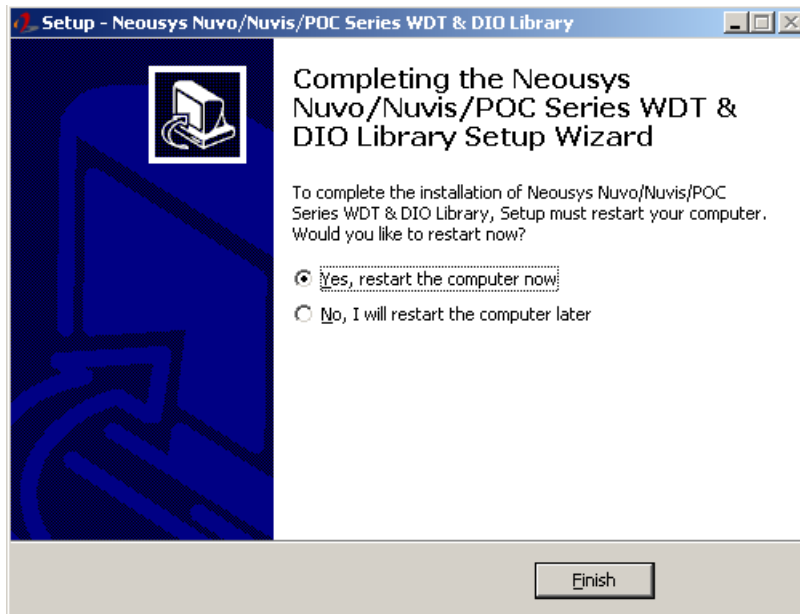 Setup - Neousys Nuvo/Nuvis/POC Series WDT & DIO Library
Completing the Neousys
Nuvo/Nuvis/POC Series WDT &
DIO Library Setup Wizard
To complete the installation of Neousys Nuvo/Nuvis/POC
Series WDT & DIO Library, Setup must restart your computer.
Would you like to restart now?
Yes, restart the computer now
No, I will restart the computer later
Finish